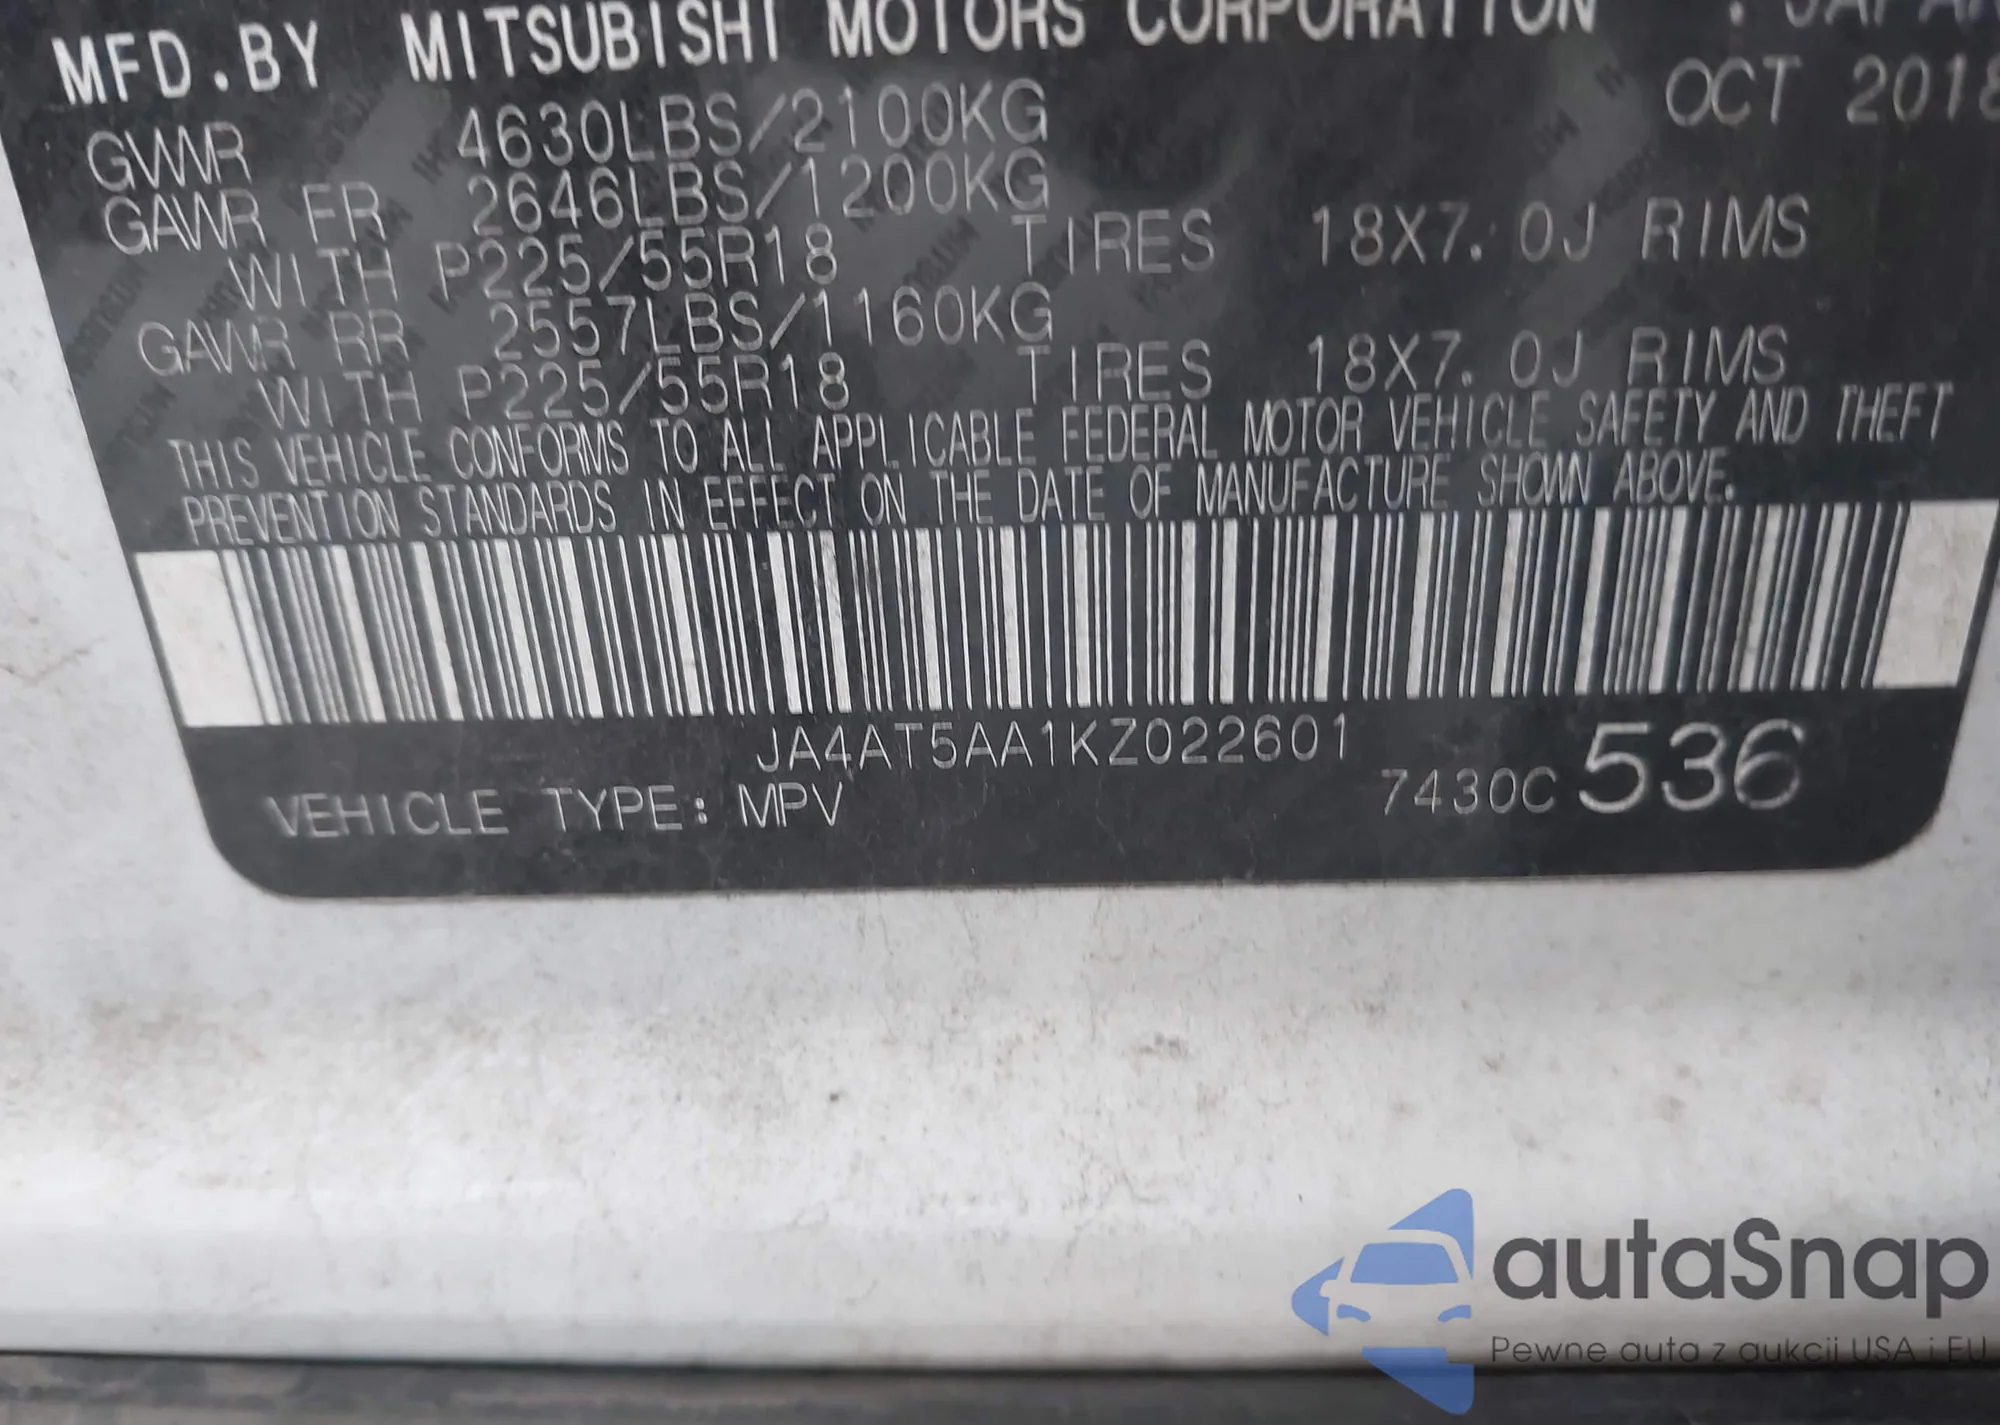 MFD.BY MITSUBISHI MOTORS CORPORATION . JAPAN
OCT 2018
GVWR 4630LBS/2100KG
GAWR FR 2646LBS/1200KG
WITH P225/55R18 TIRES 18X7.0J RIMS
GAWR RR 2557LBS/1160KG
WITH P225/55R18 TIRES 18X7.0J RIMS
THIS VEHICLE CONFORMS TO ALL APPLICABLE FEDERAL MOTOR VEHICLE SAFETY AND THEFT
PREVENTION STANDARDS IN EFFECT ON THE DATE OF MANUFACTURE SHOWN ABOVE.
JA4AT5AA1KZ022601
VEHICLE TYPE: MPV 7430C 536
autaSnap
Pewne auta z aukcji USA i EU